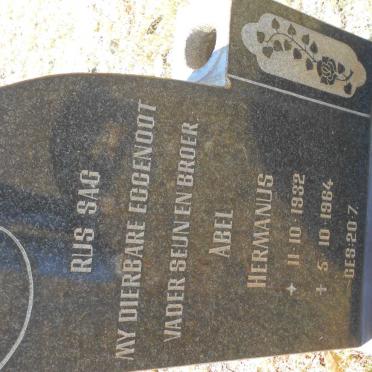 RUS SAG
MY DIERBARE EGGENOOT
VADER SEUN EN BROER
ABEL
HERMANUS
* 11-10-1932
+ 5-10-1984
GES:20:7